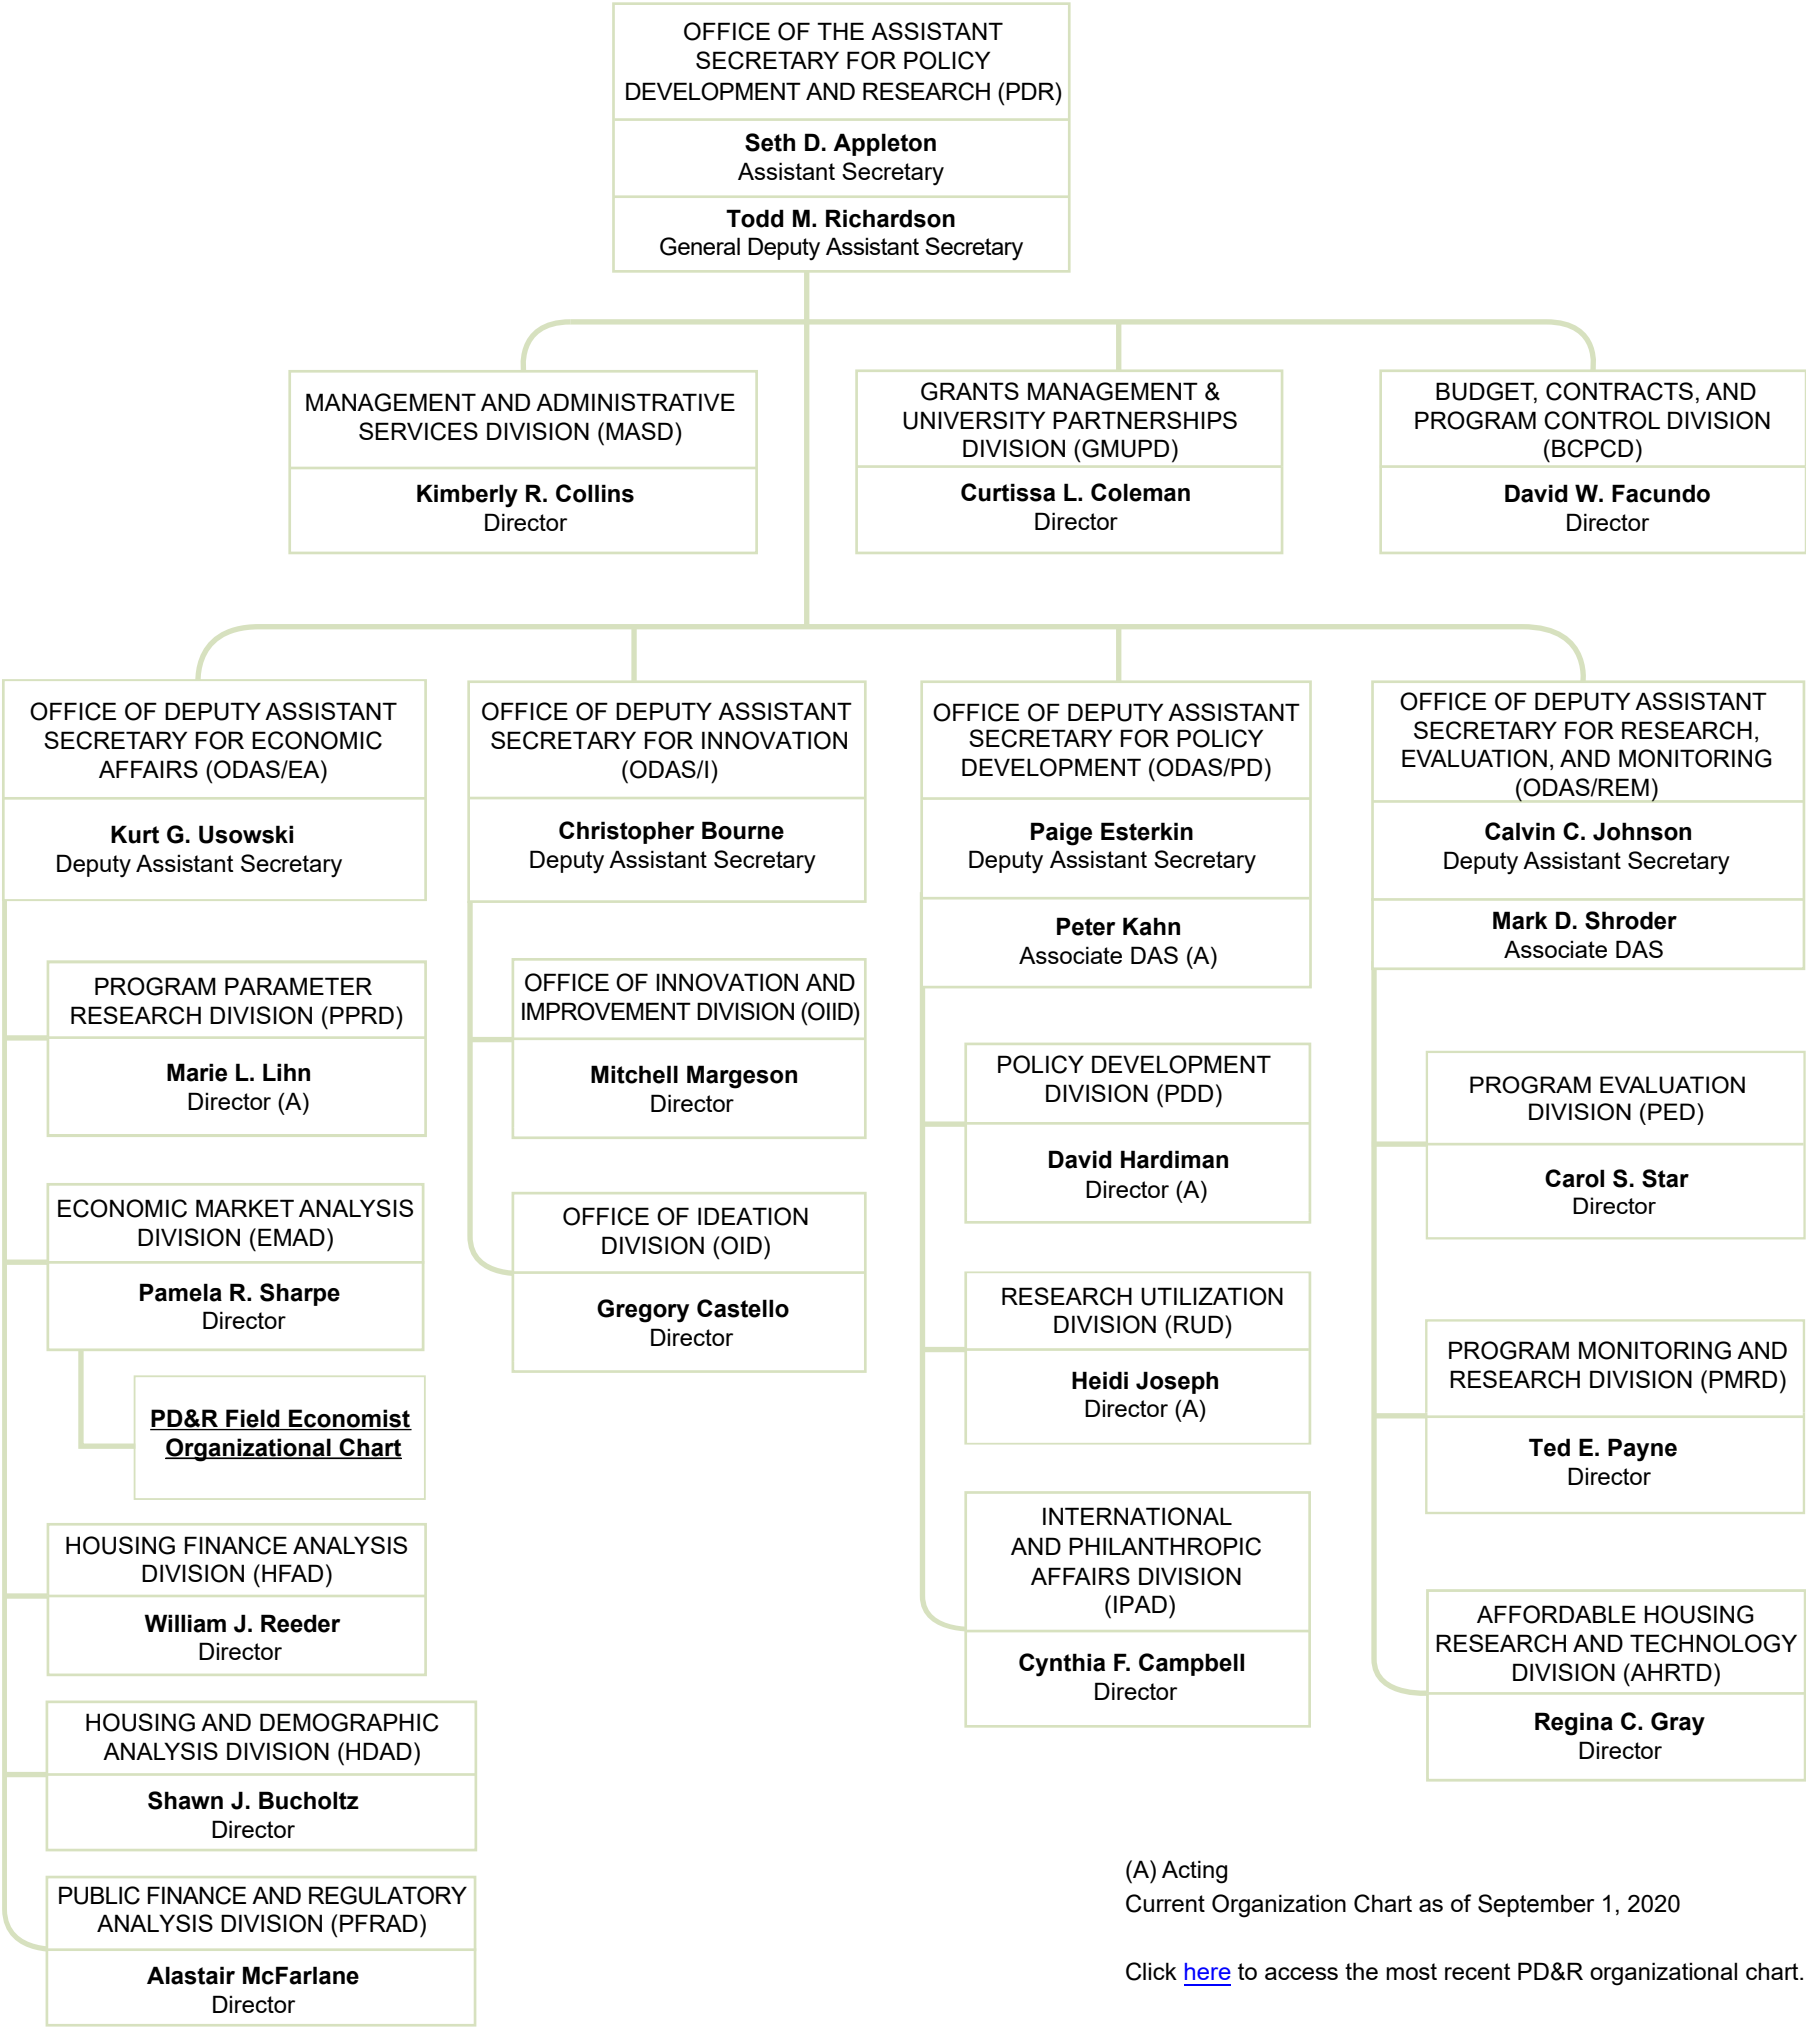 OFFICE OF THE ASSISTANT
SECRETARY FOR POLICY
DEVELOPMENT AND RESEARCH (PDR)
Seth D. Appleton
Assistant Secretary
Todd M. Richardson
General Deputy Assistant Secretary
MANAGEMENT AND ADMINISTRATIVE
SERVICES DIVISION (MASD)
Kimberly R. Collins
Director
GRANTS MANAGEMENT &
UNIVERSITY PARTNERSHIPS
DIVISION (GMUPD)
Curtissa L. Coleman
Director
BUDGET, CONTRACTS, AND
PROGRAM CONTROL DIVISION
(BCPCD)
David W. Facundo
Director
OFFICE OF DEPUTY ASSISTANT
SECRETARY FOR ECONOMIC
AFFAIRS (ODAS/EA)
Kurt G. Usowski
Deputy Assistant Secretary
PROGRAM PARAMETER
RESEARCH DIVISION (PPRD)
Marie L. Lihn
Director (A)
ECONOMIC MARKET ANALYSIS
DIVISION (EMAD)
Pamela R. Sharpe
Director
PD&R Field Economist
Organizational Chart
HOUSING FINANCE ANALYSIS
DIVISION (HFAD)
William J. Reeder
Director
HOUSING AND DEMOGRAPHIC
ANALYSIS DIVISION (HDAD)
Shawn J. Bucholtz
Director
PUBLIC FINANCE AND REGULATORY
ANALYSIS DIVISION (PFRAD)
Alastair McFarlane
Director
OFFICE OF DEPUTY ASSISTANT
SECRETARY FOR INNOVATION
(ODAS/I)
Christopher Bourne
Deputy Assistant Secretary
OFFICE OF INNOVATION AND
IMPROVEMENT DIVISION (OIID)
Mitchell Margeson
Director
OFFICE OF IDEATION
DIVISION (OID)
Gregory Castello
Director
OFFICE OF DEPUTY ASSISTANT
SECRETARY FOR POLICY
DEVELOPMENT (ODAS/PD)
Paige Esterkin
Deputy Assistant Secretary
Peter Kahn
Associate DAS (A)
POLICY DEVELOPMENT
DIVISION (PDD)
David Hardiman
Director (A)
RESEARCH UTILIZATION
DIVISION (RUD)
Heidi Joseph
Director (A)
INTERNATIONAL
AND PHILANTHROPIC
AFFAIRS DIVISION
(IPAD)
Cynthia F. Campbell
Director
OFFICE OF DEPUTY ASSISTANT
SECRETARY FOR RESEARCH,
EVALUATION, AND MONITORING
(ODAS/REM)
Calvin C. Johnson
Deputy Assistant Secretary
Mark D. Shroder
Associate DAS
PROGRAM EVALUATION
DIVISION (PED)
Carol S. Star
Director
PROGRAM MONITORING AND
RESEARCH DIVISION (PMRD)
Ted E. Payne
Director
AFFORDABLE HOUSING
RESEARCH AND TECHNOLOGY
DIVISION (AHRTD)
Regina C. Gray
Director
(A) Acting
Current Organization Chart as of September 1, 2020
Click here to access the most recent PD&R organizational chart.